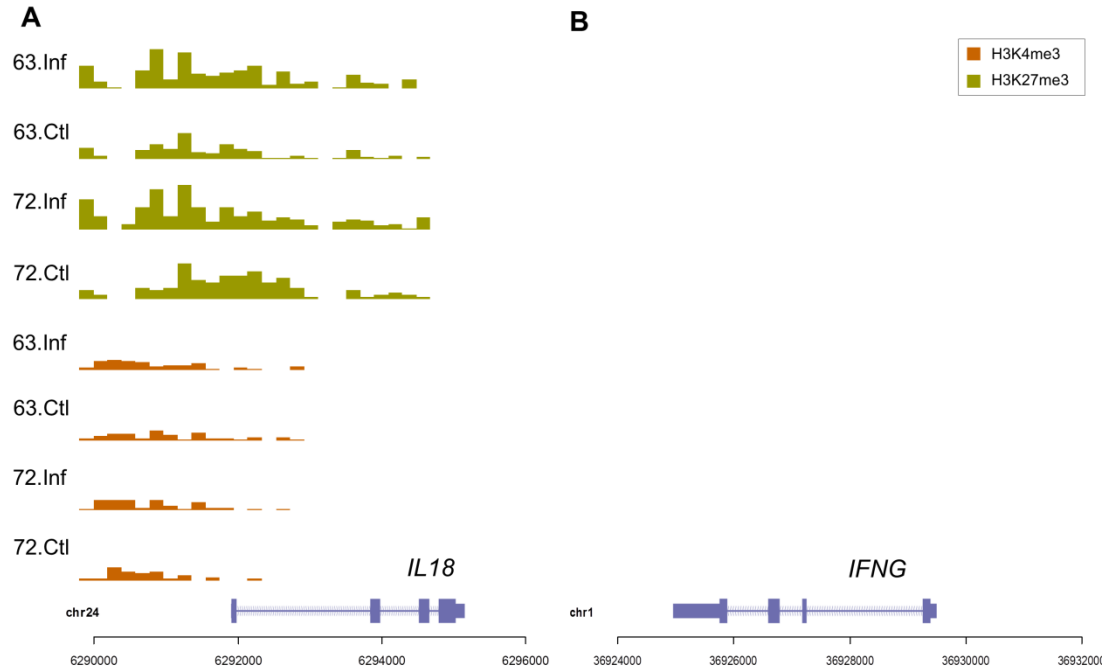 A
B
63.Inf
63.Ctl
72.Inf
72.Ctl
63.Inf
63.Ctl
72.Inf
72.Ctl
H3K4me3
H3K27me3
IL18
IFNG
chr24
chr1
6290000 6292000 6294000 6296000
36924000 36926000 36928000 36930000 36932000